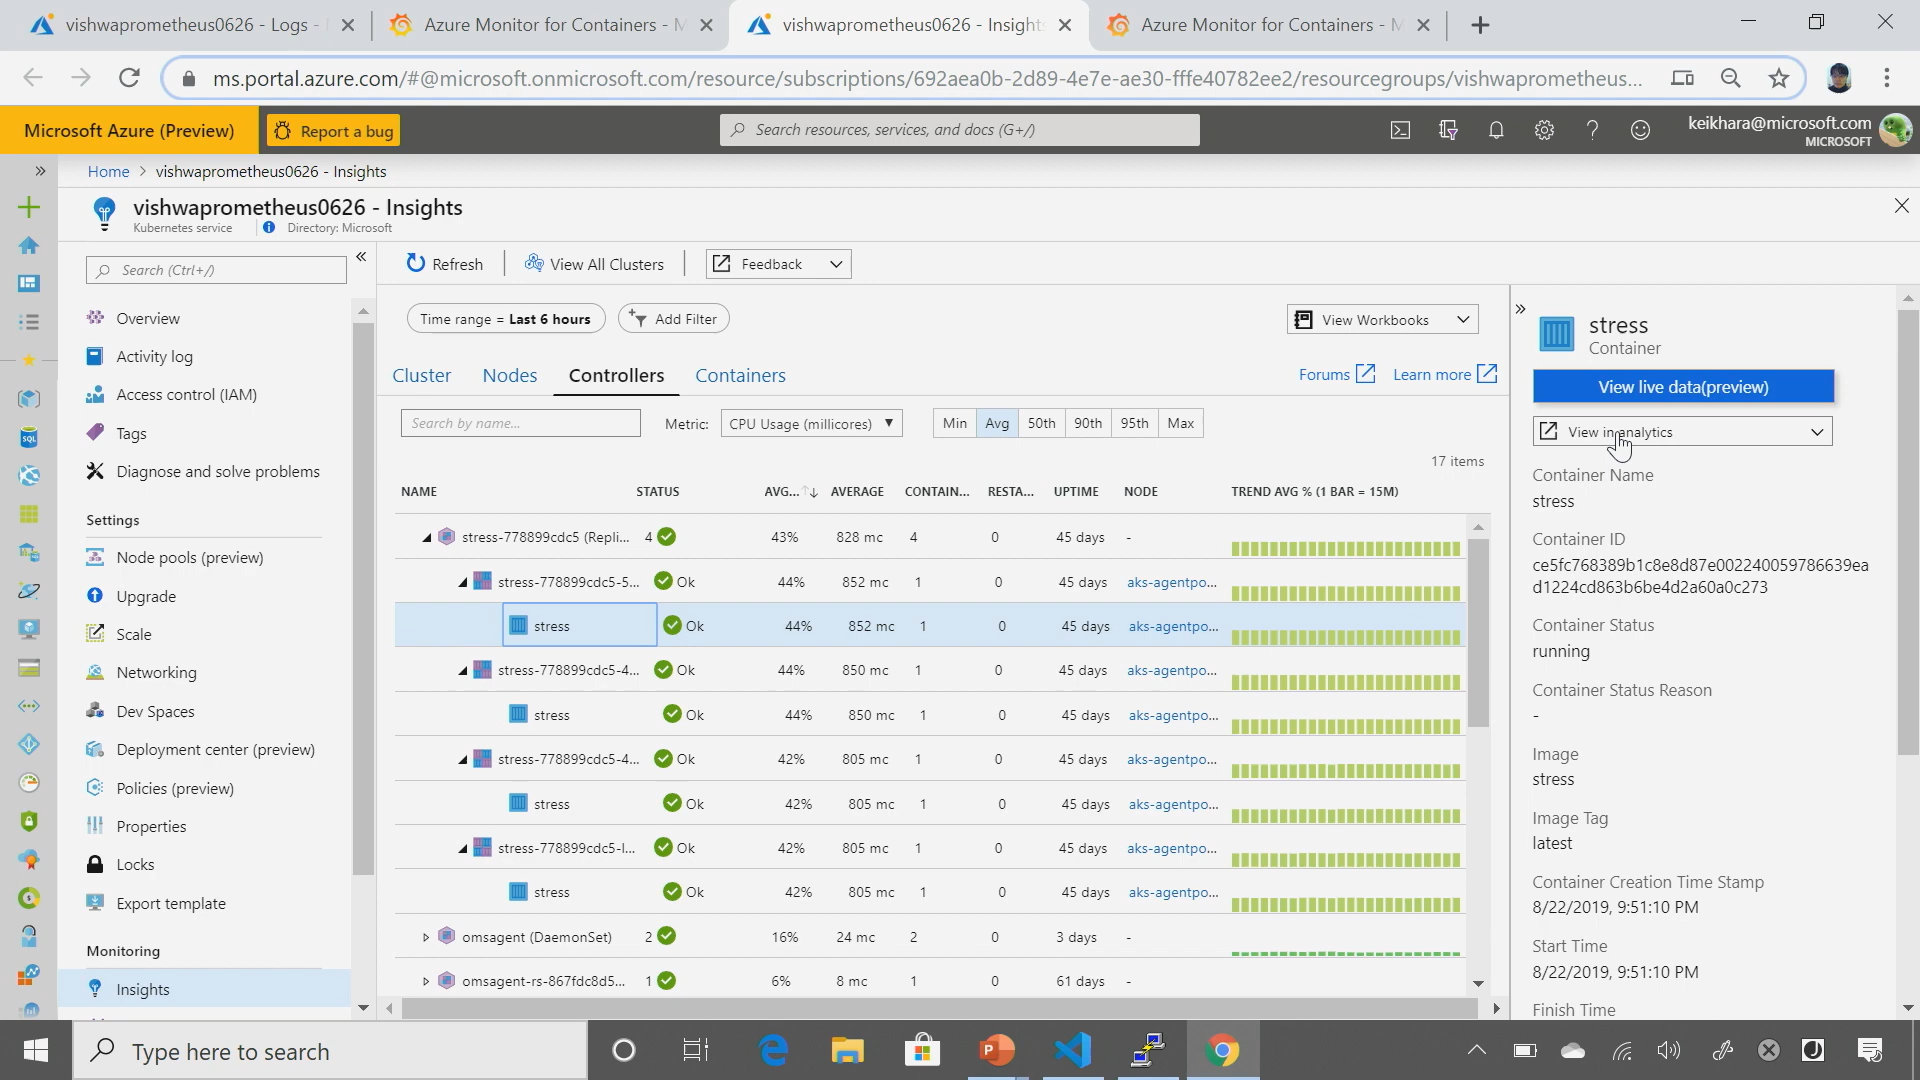 vishwaprometheus0626 - Logs -
Azure Monitor for Containers - M
vishwaprometheus0626 - Insights
Azure Monitor for Containers - M
ms.portal.azure.com/#@microsoft.onmicrosoft.com/resource/subscriptions/692aea0b-2d89-4e7e-ae30-fffe40782ee2/resourcegroups/vishwaprometheus...
Microsoft Azure (Preview)
Report a bug
Search resources, services, and docs (G+/)
keikhara@microsoft.com
MICROSOFT
Home > vishwaprometheus0626 - Insights
vishwaprometheus0626 - Insights
Kubernetes service
Directory: Microsoft
Search (Ctrl+/)
Overview
Activity log
Access control (IAM)
Tags
Diagnose and solve problems
Settings
Node pools (preview)
Upgrade
Scale
Networking
Dev Spaces
Deployment center (preview)
Policies (preview)
Properties
Locks
Export template
Monitoring
Insights
Refresh
View All Clusters
Feedback
Time range = Last 6 hours
Add Filter
View Workbooks
Cluster Nodes Controllers Containers
Forums
Learn more
Search by name...
Metric:
CPU Usage (millicores)
Min Avg 50th 90th 95th Max
17 items
NAME STATUS AVG... AVERAGE CONTAIN... RESTA... UPTIME NODE TREND AVG % (1 BAR = 15M)
stress-778899cdc5 (Repli... 4 43% 828 mc 4 0 45 days -
stress-778899cdc5-5... Ok 44% 852 mc 1 0 45 days aks-agentpo...
stress Ok 44% 852 mc 1 0 45 days aks-agentpo...
stress-778899cdc5-4... Ok 44% 850 mc 1 0 45 days aks-agentpo...
stress Ok 44% 850 mc 1 0 45 days aks-agentpo...
stress-778899cdc5-4... Ok 42% 805 mc 1 0 45 days aks-agentpo...
stress Ok 42% 805 mc 1 0 45 days aks-agentpo...
stress-778899cdc5-l... Ok 42% 805 mc 1 0 45 days aks-agentpo...
stress Ok 42% 805 mc 1 0 45 days aks-agentpo...
omsagent (DaemonSet) 2 16% 24 mc 2 0 3 days -
omsagent-rs-867fdc8d5... 1 6% 8 mc 1 0 61 days -
stress
Container
View live data(preview)
View in analytics
Container Name
stress
Container ID
ce5fc768389b1c8e8d87e002240059786639ea
d1224cd863b6be4d2a60a0c273
Container Status
running
Container Status Reason
-
Image
stress
Image Tag
latest
Container Creation Time Stamp
8/22/2019, 9:51:10 PM
Start Time
8/22/2019, 9:51:10 PM
Finish Time
Type here to search